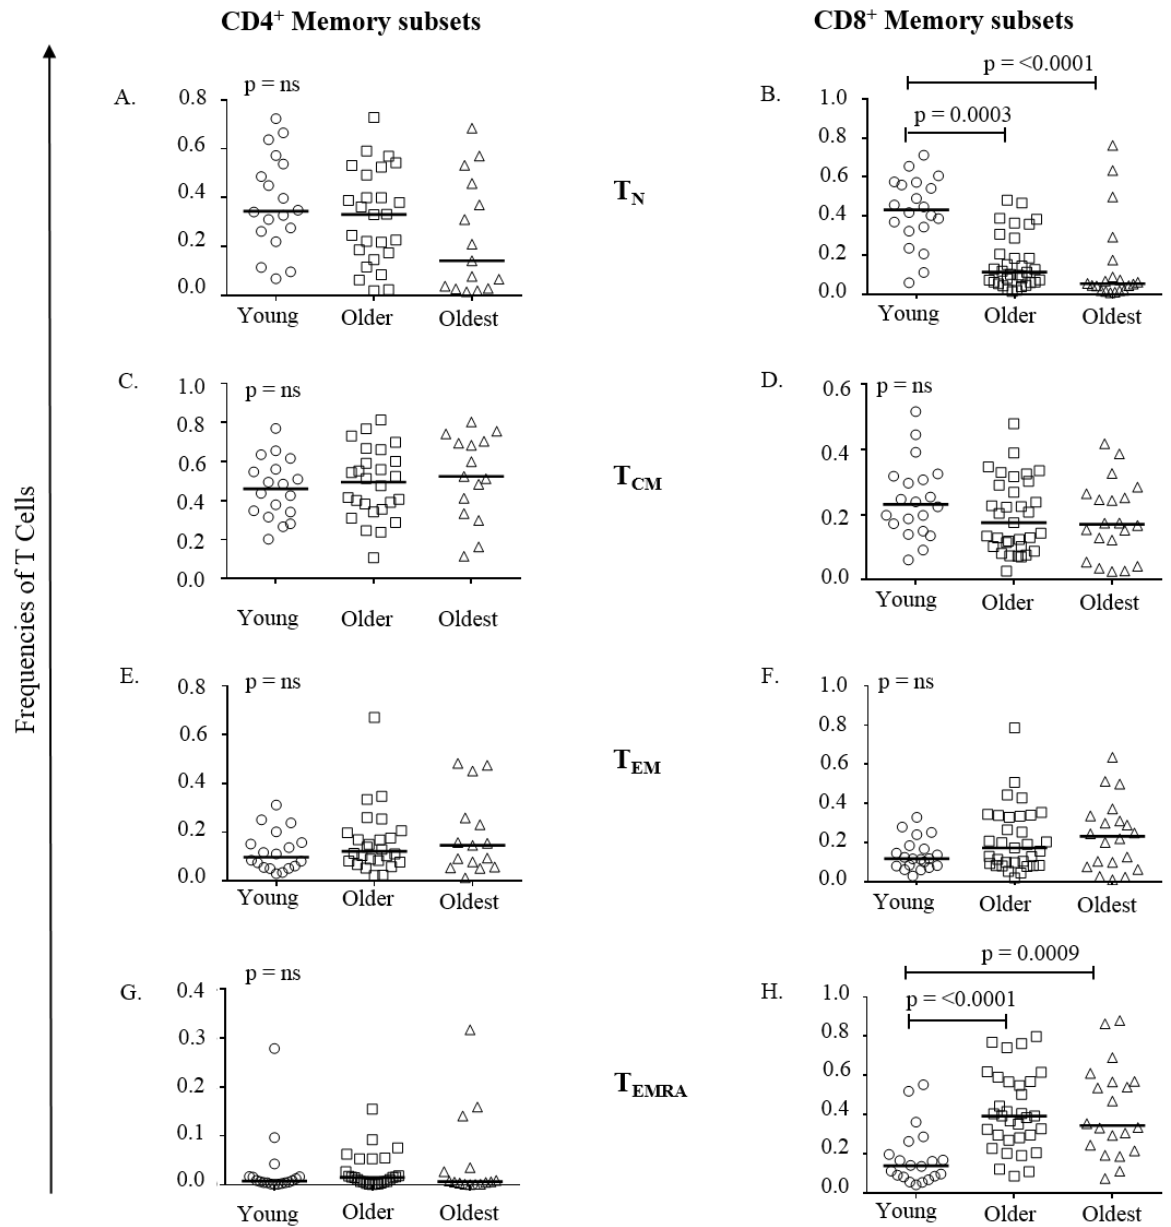 CD4+ Memory subsets
CD8+ Memory subsets
Frequencies of T Cells
A.
p = ns
0.8
0.6
0.4
0.2
0.0
Young
Older
Oldest
TN
B.
p = <0.0001
p = 0.0003
1.0
0.8
0.6
0.4
0.2
0.0
Young
Older
Oldest
C.
p = ns
1.0
0.8
0.6
0.4
0.2
0.0
Young
Older
Oldest
TCM
D.
p = ns
0.6
0.4
0.2
0.0
Young
Older
Oldest
E.
p = ns
0.8
0.6
0.4
0.2
0.0
Young
Older
Oldest
TEM
F.
p = ns
1.0
0.8
0.6
0.4
0.2
0.0
Young
Older
Oldest
G.
p = ns
0.4
0.3
0.2
0.1
0.0
Young
Older
Oldest
TEMRA
H.
p = 0.0009
p = <0.0001
1.0
0.8
0.6
0.4
0.2
0.0
Young
Older
Oldest